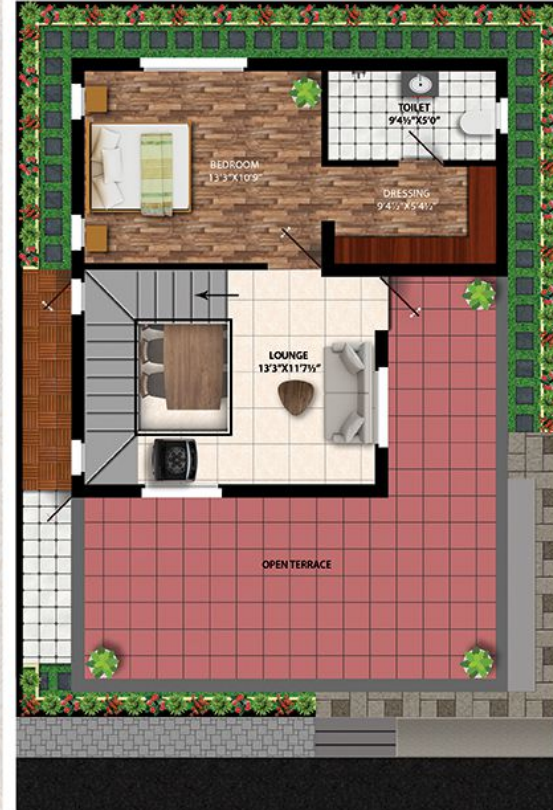 TOILET
9'4½"X5'0"
BEDROOM
13'3"X10'9"
DRESSING
9'4½"X5'4½"
LOUNGE
13'3"X11'7½"
OPEN TERRACE